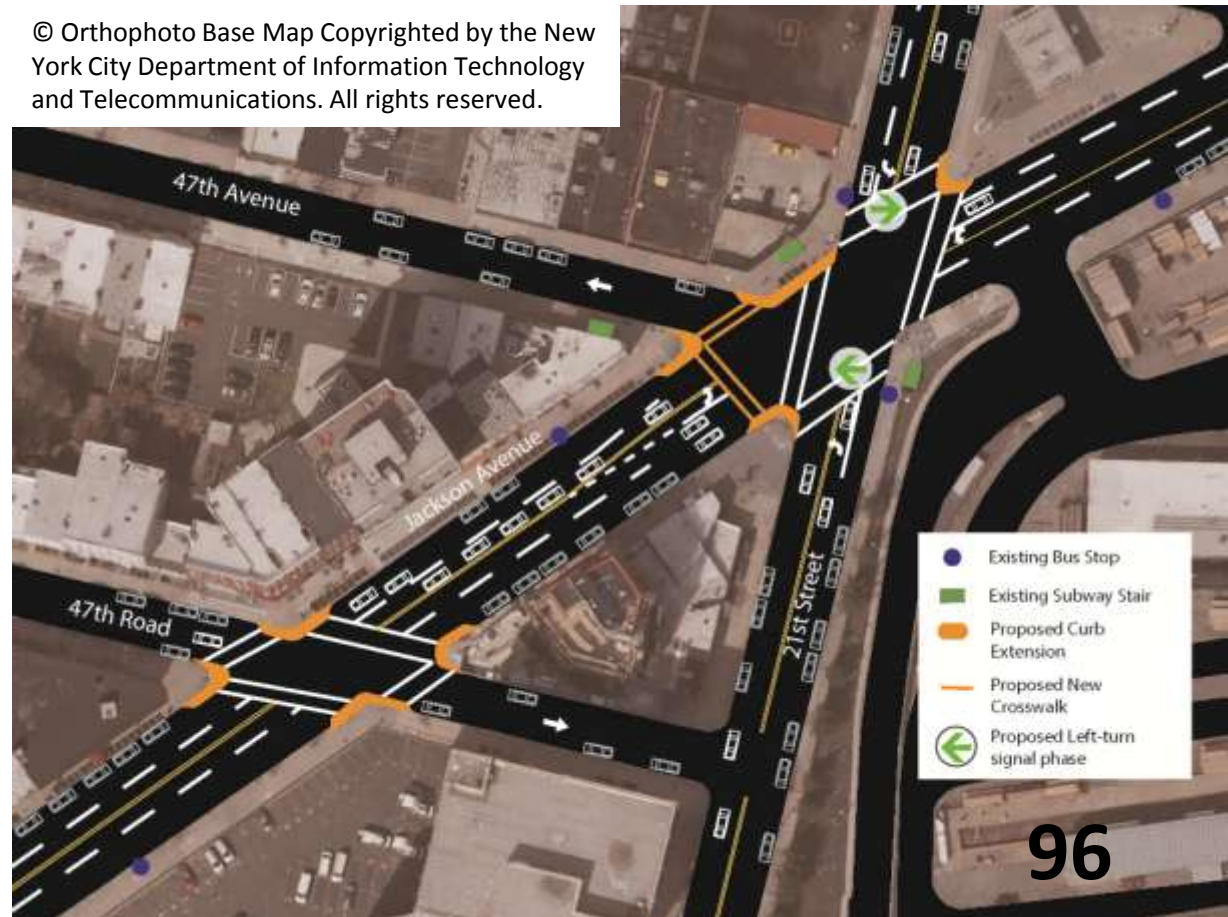 © Orthophoto Base Map Copyrighted by the New
York City Department of Information Technology
and Telecommunications. All rights reserved.
47th Avenue
Jackson Avenue
47th Road
21st Street
Existing Bus Stop
Existing Subway Stair
Proposed Curb
Extension
Proposed New
Crosswalk
Proposed Left-turn
signal phase
96